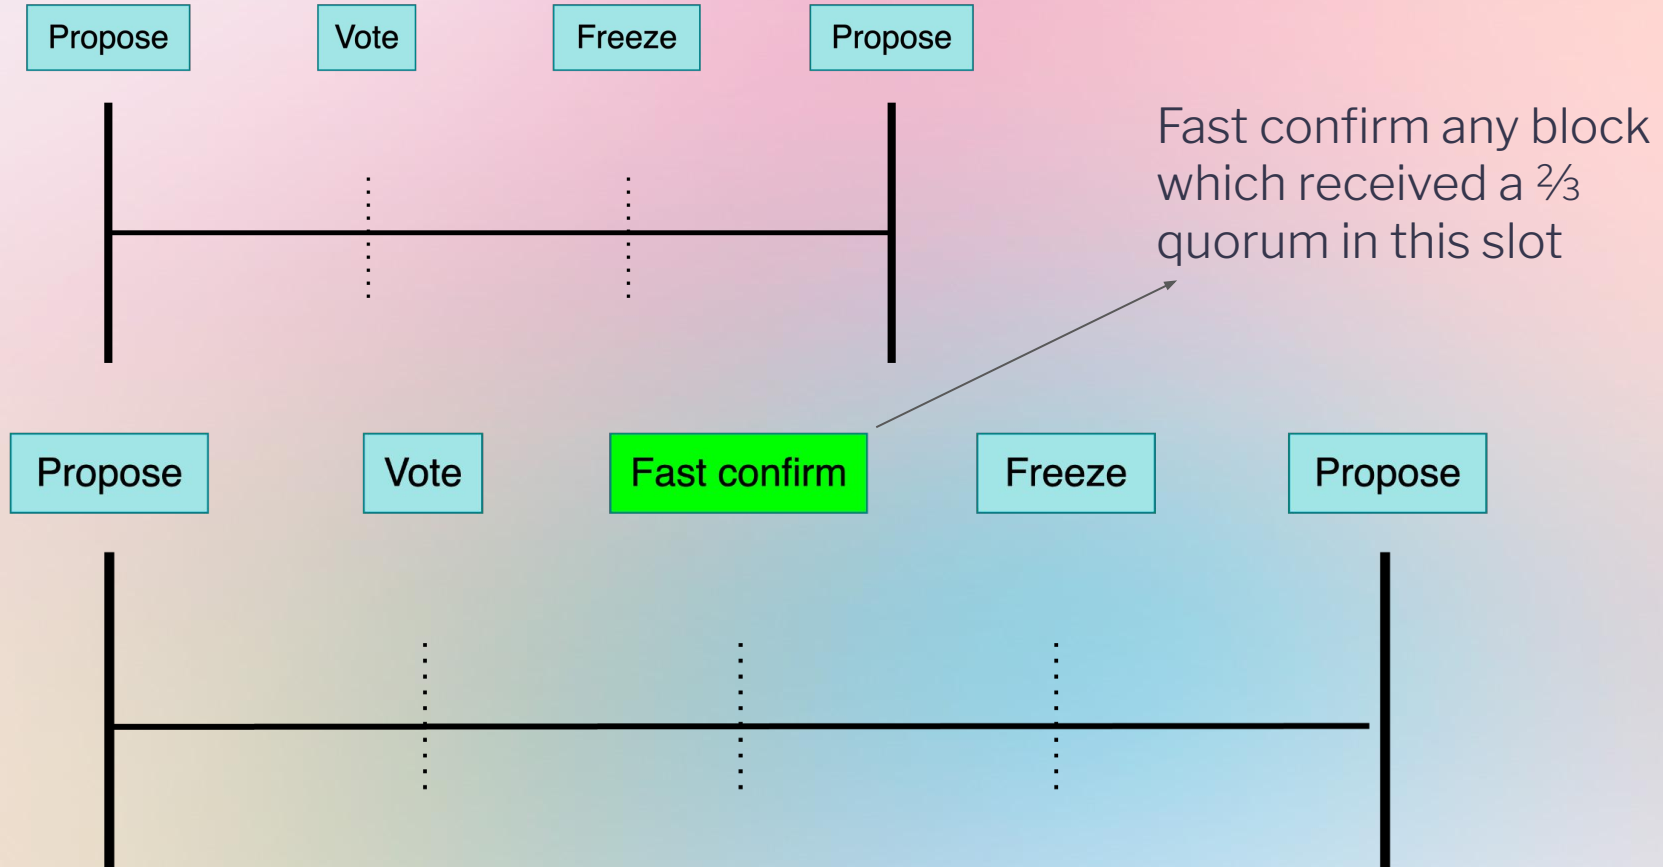 Propose
Vote
Freeze
Propose
Fast confirm any block
which received a ⅔
quorum in this slot
Propose
Vote
Fast confirm
Freeze
Propose